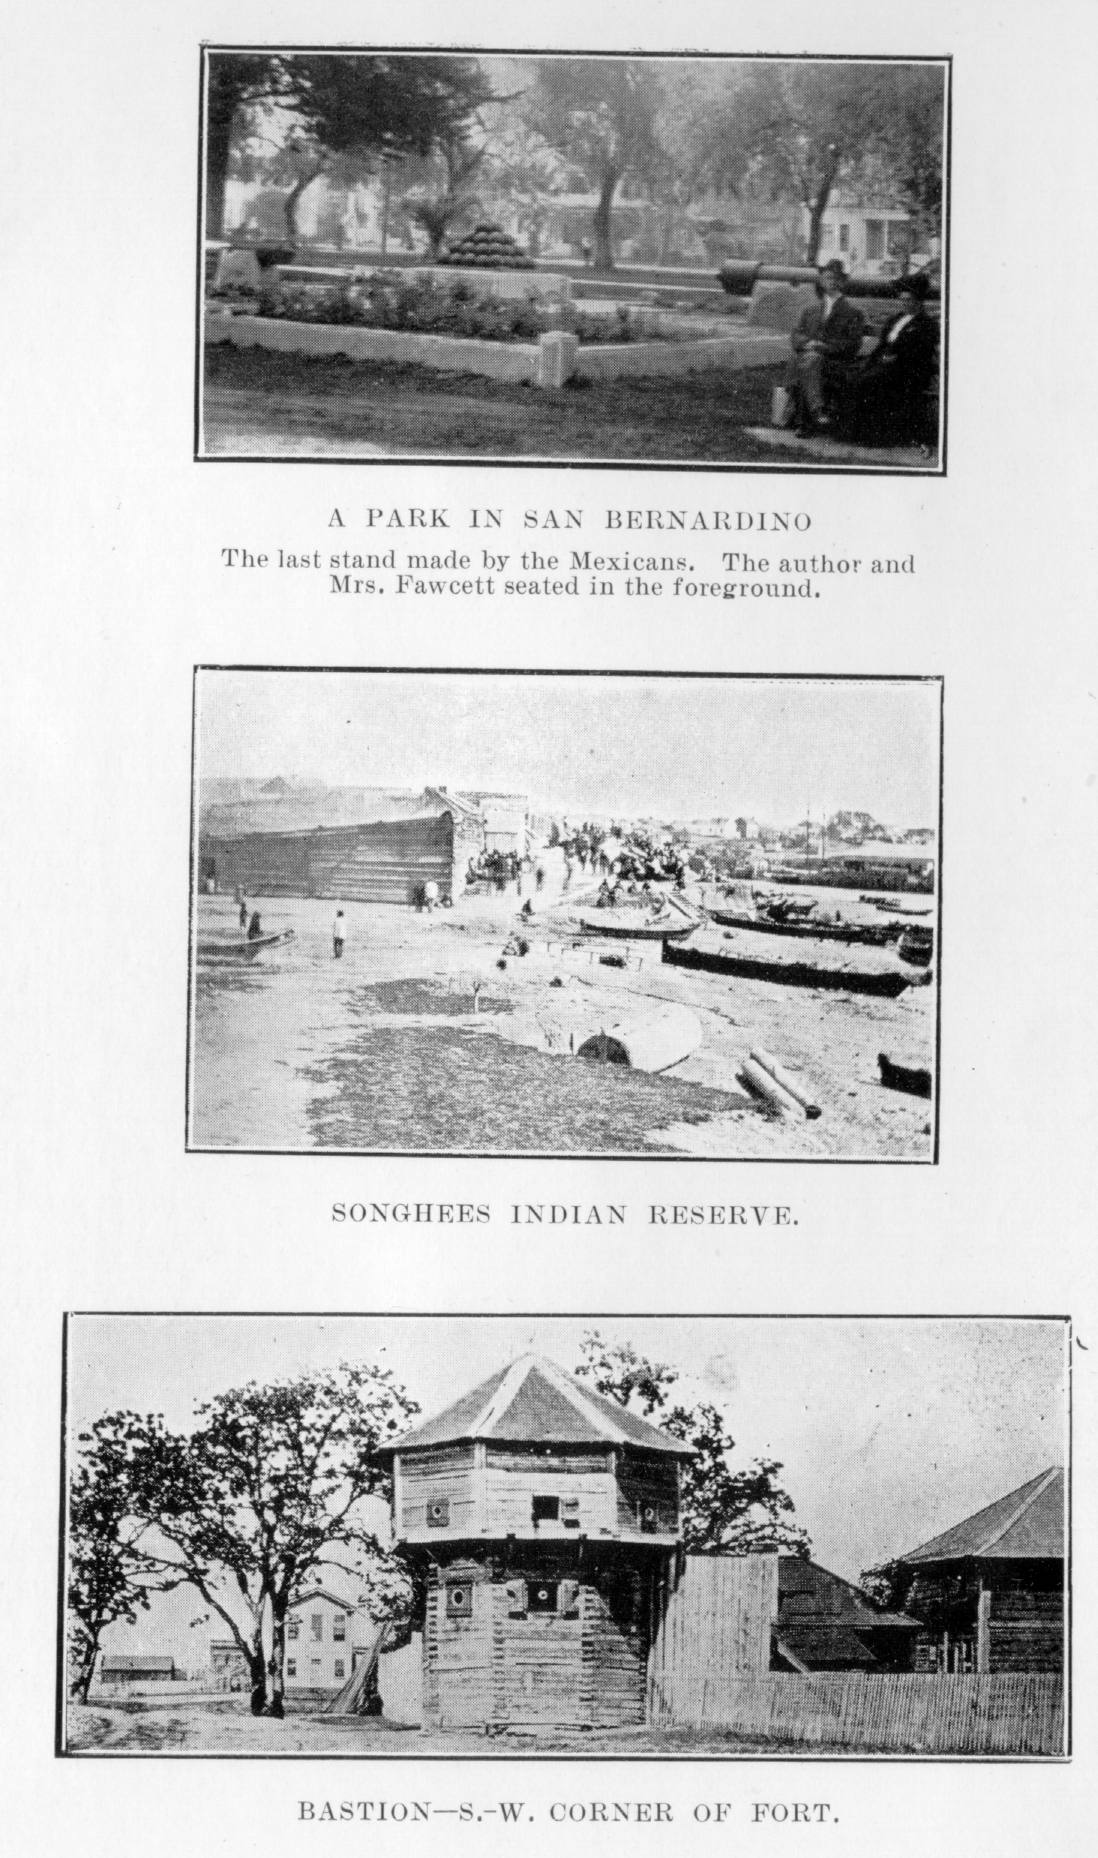 A PARK IN SAN BERNARDINO
The last stand made by the Mexicans. The author and
Mrs. Fawcett seated in the foreground.
SONGHEES INDIAN RESERVE.
BASTION—S.-W. CORNER OF FORT.